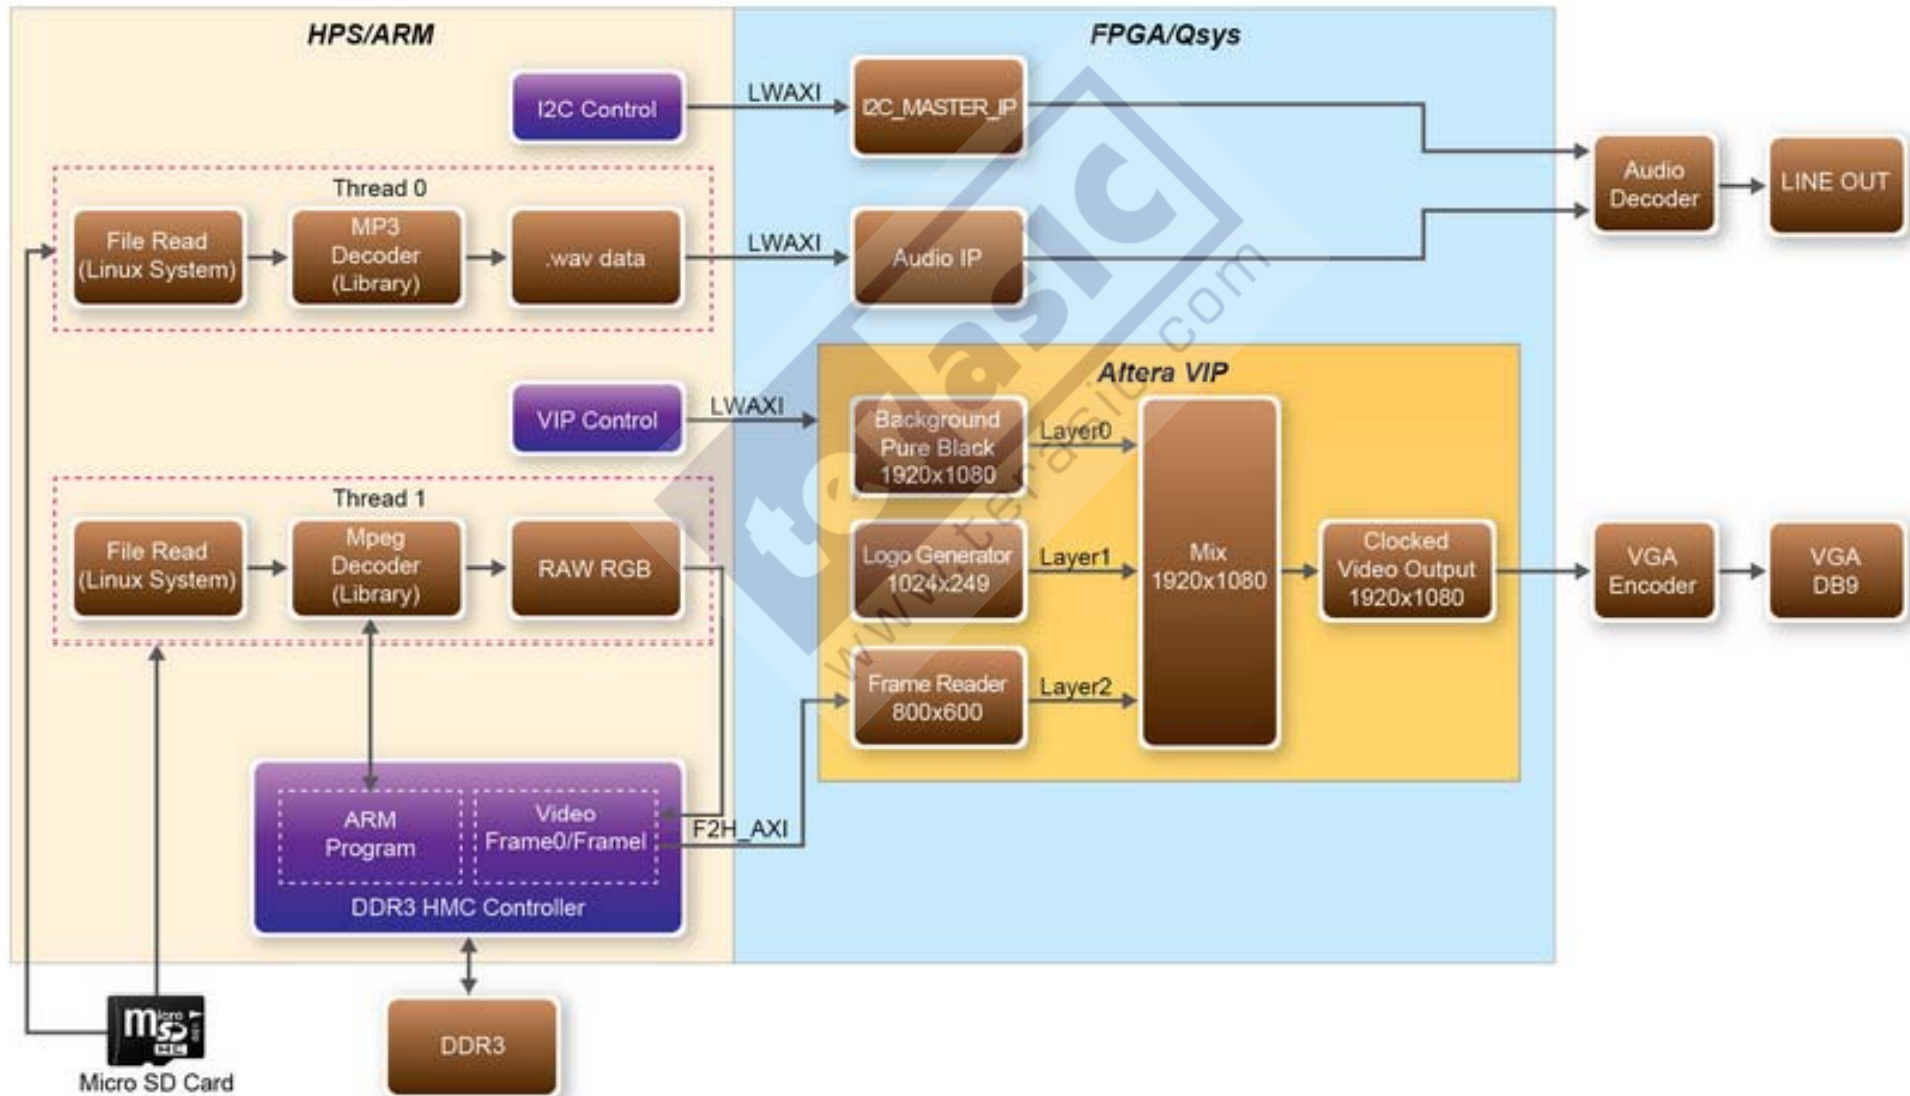 HPS/ARM
FPGA/Qsys
I2C Control
LWAXI
I2C_MASTER_IP
Thread 0
File Read
(Linux System)
MP3
Decoder
(Library)
.wav data
LWAXI
Audio IP
Audio
Decoder
LINE OUT
Altera VIP
VIP Control
LWAXI
Background
Pure Black
1920x1080
Layer0
Thread 1
File Read
(Linux System)
Mpeg
Decoder
(Library)
RAW RGB
Logo Generator
1024x249
Layer1
Mix
1920x1080
Clocked
Video Output
1920x1080
VGA
Encoder
VGA
DB9
Frame Reader
800x600
Layer2
ARM
Program
Video
Frame0/Framel
F2H_AXI
DDR3 HMC Controller
micro
SD
HC
Micro SD Card
DDR3
terasic
www.terasic.com